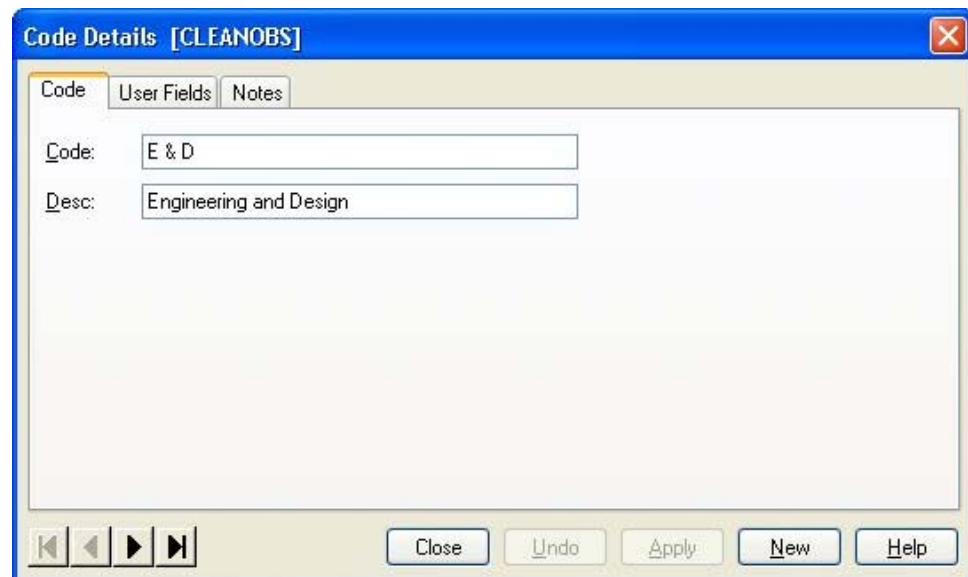 Code Details [CLEANOBS]
Code User Fields Notes
Code: E & D
Desc: Engineering and Design
Close Undo Apply New Help